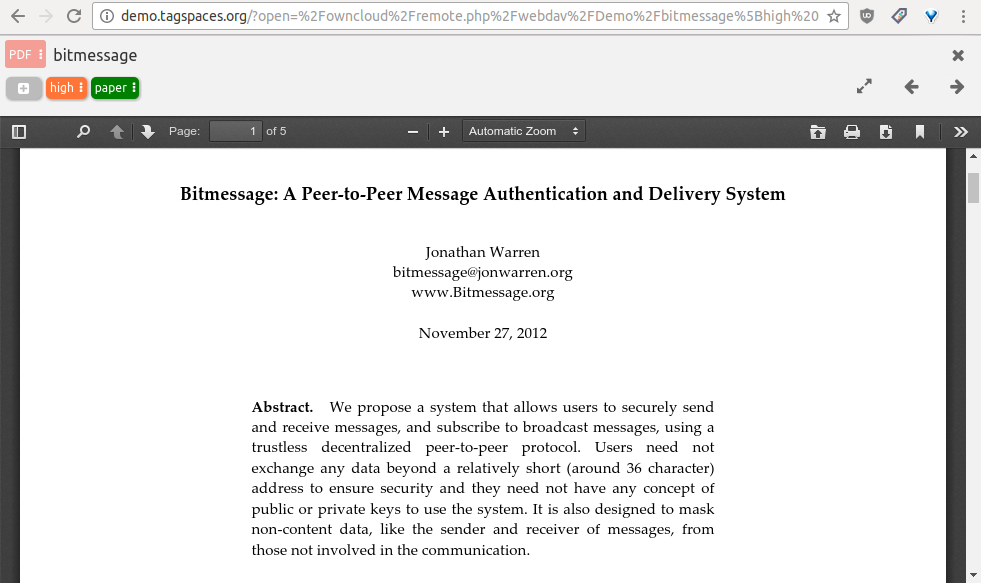 demo.tagspaces.org/?open=%2Fowncloud%2Fremote.php%2Fwebdav%2FDemo%2Fbitmessage%5Bhigh%20
PDF bitmessage
high paper
Page: 1 of 5 Automatic Zoom
Bitmessage: A Peer-to-Peer Message Authentication and Delivery System
Jonathan Warren
bitmessage@jonwarren.org
www.Bitmessage.org
November 27, 2012
Abstract. We propose a system that allows users to securely send
and receive messages, and subscribe to broadcast messages, using a
trustless decentralized peer-to-peer protocol. Users need not
exchange any data beyond a relatively short (around 36 character)
address to ensure security and they need not have any concept of
public or private keys to use the system. It is also designed to mask
non-content data, like the sender and receiver of messages, from
those not involved in the communication.